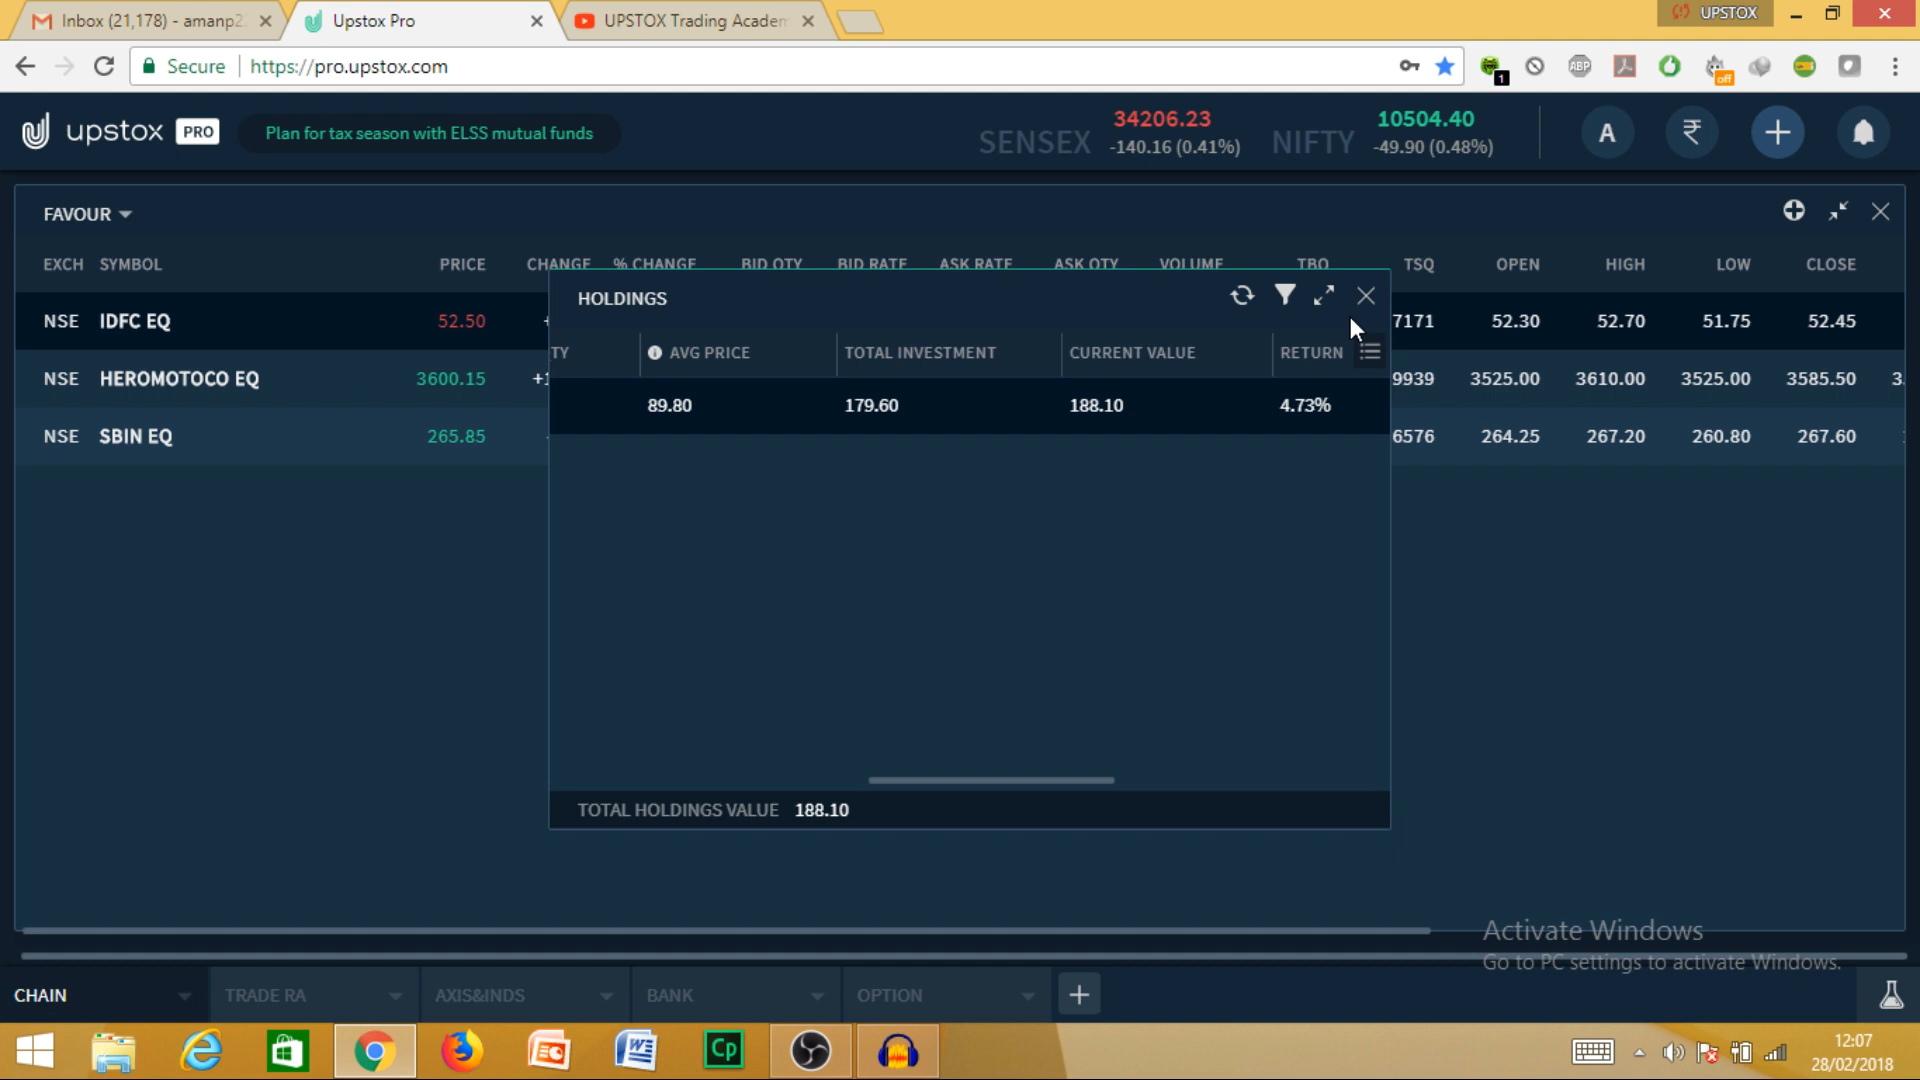 Inbox (21,178) - amanp2
Upstox Pro
UPSTOX Trading Academ
UPSTOX
Secure
https://pro.upstox.com
1
ABP
off
upstox PRO
Plan for tax season with ELSS mutual funds
SENSEX 34206.23 -140.16 (0.41%)
NIFTY 10504.40 -49.90 (0.48%)
A ₹
FAVOUR
EXCH SYMBOL PRICE CHANGE % CHANGE BID QTY BID RATE ASK RATE ASK QTY VOLUME TBQ TSQ OPEN HIGH LOW CLOSE
NSE IDFC EQ 52.50 + 7171 52.30 52.70 51.75 52.45
NSE HEROMOTOCO EQ 3600.15 +1 9939 3525.00 3610.00 3525.00 3585.50 3.
NSE SBIN EQ 265.85 - 6576 264.25 267.20 260.80 267.60
HOLDINGS
TY AVG PRICE TOTAL INVESTMENT CURRENT VALUE RETURN
89.80 179.60 188.10 4.73%
TOTAL HOLDINGS VALUE 188.10
Activate Windows
Go to PC settings to activate Windows.
CHAIN TRADE RA AXIS&INDS BANK OPTION
Cp
12:07
28/02/2018